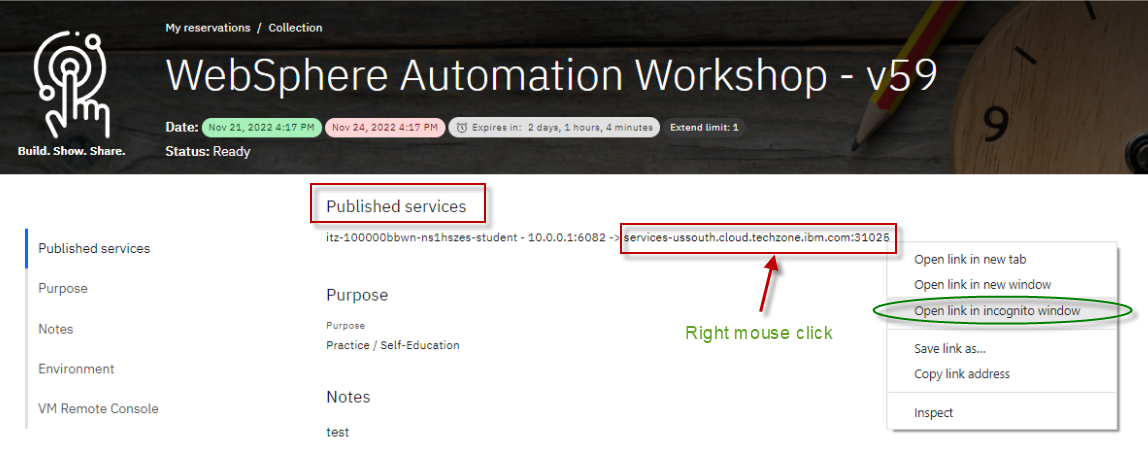 My reservations / Collection
WebSphere Automation Workshop - v59
Build. Show. Share.
Date: Nov 21, 2022 4:17 PM Nov 24, 2022 4:17 PM Expires in: 2 days, 1 hours, 4 minutes Extend limit: 1
Status: Ready
9
Published services
Purpose
Notes
Environment
VM Remote Console
Published services
itz-100000bbwn-ns1hszes-student - 10.0.0.1:6082 -> services-ussouth.cloud.techzone.ibm.com:31025
Purpose
Purpose
Practice / Self-Education
Notes
test
Right mouse click
Open link in new tab
Open link in new window
Open link in incognito window
Save link as...
Copy link address
Inspect